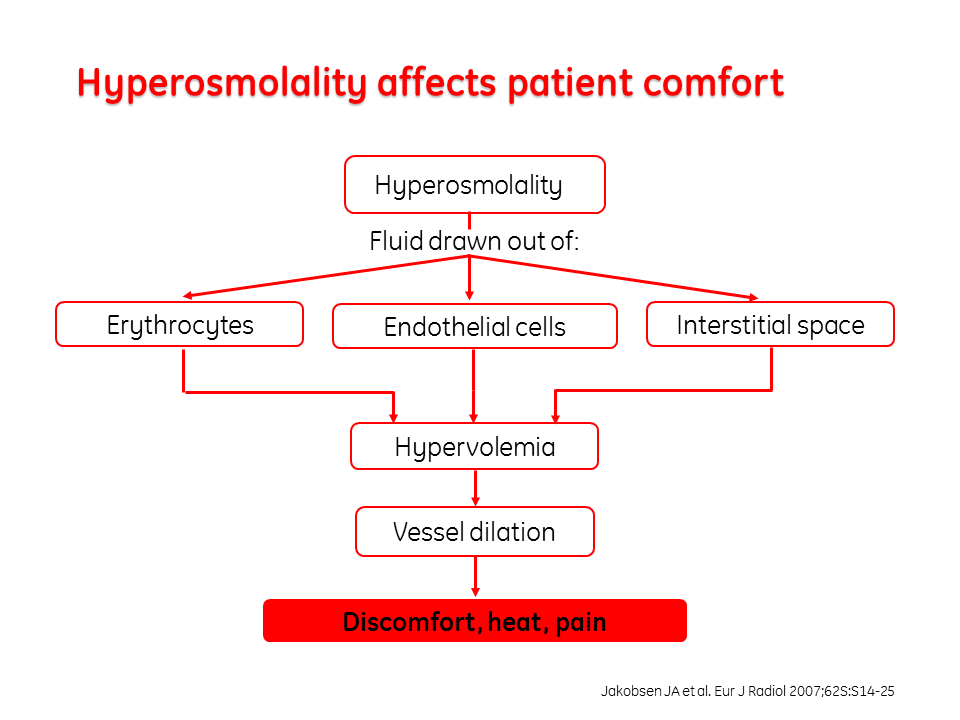 Hyperosmolality affects patient comfort
Hyperosmolality
Fluid drawn out of:
Erythrocytes
Endothelial cells
Interstitial space
Hypervolemia
Vessel dilation
Discomfort, heat, pain
Jakobsen JA et al. Eur J Radiol 2007;62S:S14-25